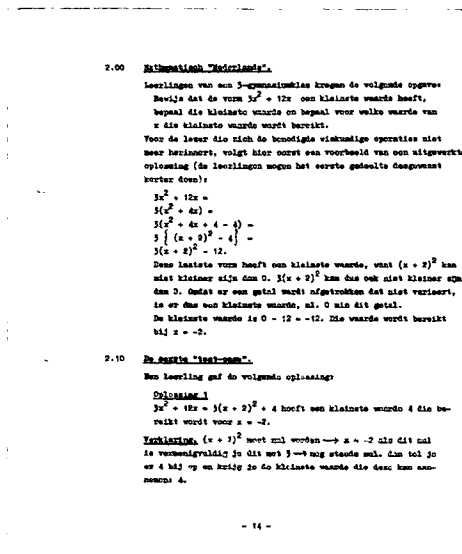 2.00 Mathematisch "Nederlands".
Leerlingen van een 3-gymnasiumklas kregen de volgende opgave:
Bewijs dat de vorm 3x² + 12x een kleinste waarde heeft,
bepaal die kleinste waarde en bepaal voor welke waarde van
x die kleinste waarde wordt bereikt.
Voor de lezer die zich de benodigde wiskundige operaties niet
meer herinnert, volgt hier eerst een voorbeeld van een uitgewerkte
oplossing (de leerlingen mogen het eerste gedeelte desgewenst
korter doen):
3x² + 12x =
3(x² + 4x) =
3(x² + 4x + 4 - 4) =
3 { (x + 2)² - 4} =
3(x + 2)² - 12.
Deze laatste vorm heeft een kleinste waarde, want (x + 2)² kan
niet kleiner zijn dan 0. 3(x + 2)² kan dus ook niet kleiner zijn
dan 0. Omdat er een getal wordt afgetrokken dat niet varieert,
is er dus een kleinste waarde, nl. 0 min dit getal.
De kleinste waarde is 0 - 12 = -12. Die waarde wordt bereikt
bij x = -2.
2.10 De eerste "test-case".
Een leerling gaf de volgende oplossing:
Oplossing 1
3x² + 12x = 3(x + 2)² + 4 heeft een kleinste waarde 4 die be-
reikt wordt voor x = -2.
Verklaring. (x + 2)² moet nul worden → x = -2 als dit nul
is vermenigvuldig je dit met 3 → nog steeds nul. dan tel je
er 4 bij op en krijg je de kleinste waarde die deze kan aan-
nemen: 4.
- 14 -